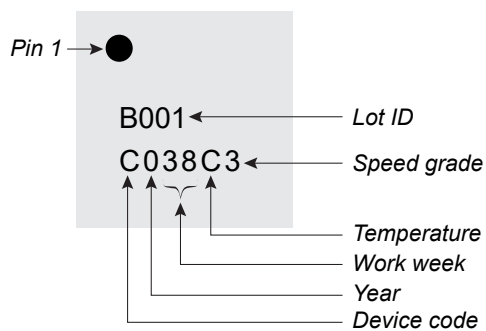 Pin 1
B001
Lot ID
C038C3
Speed grade
Temperature
Work week
Year
Device code